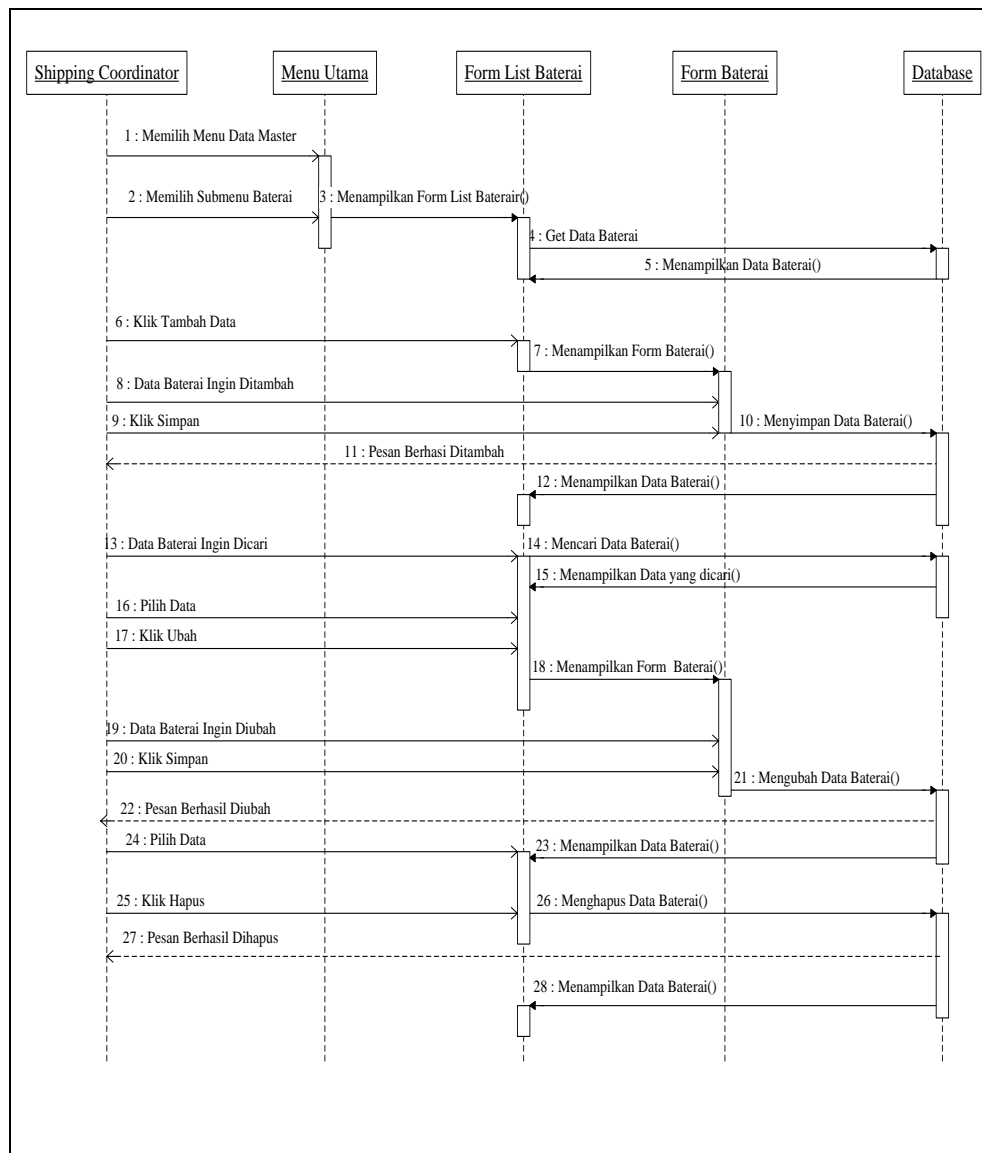 Shipping Coordinator
Menu Utama
Form List Baterai
Form Baterai
Database
1 : Memilih Menu Data Master
2 : Memilih Submenu Baterai
3 : Menampilkan Form List Baterair()
4 : Get Data Baterai
5 : Menampilkan Data Baterai()
6 : Klik Tambah Data
7 : Menampilkan Form Baterai()
8 : Data Baterai Ingin Ditambah
9 : Klik Simpan
10 : Menyimpan Data Baterai()
11 : Pesan Berhasi Ditambah
12 : Menampilkan Data Baterai()
13 : Data Baterai Ingin Dicari
14 : Mencari Data Baterai()
15 : Menampilkan Data yang dicari()
16 : Pilih Data
17 : Klik Ubah
18 : Menampilkan Form  Baterai()
19 : Data Baterai Ingin Diubah
20 : Klik Simpan
21 : Mengubah Data Baterai()
22 : Pesan Berhasil Diubah
24 : Pilih Data
23 : Menampilkan Data Baterai()
25 : Klik Hapus
26 : Menghapus Data Baterai()
27 : Pesan Berhasil Dihapus
28 : Menampilkan Data Baterai()